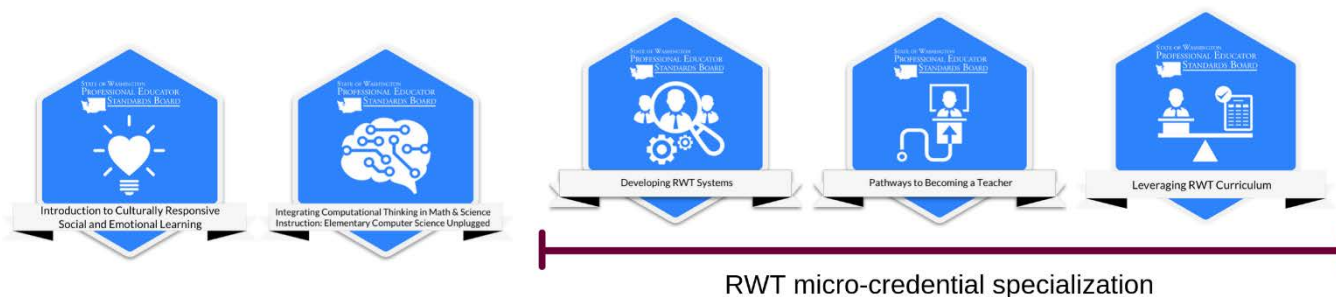 STATE OF WASHINGTON
PROFESSIONAL EDUCATOR
STANDARDS BOARD
Introduction to Culturally Responsive
Social and Emotional Learning
STATE OF WASHINGTON
PROFESSIONAL EDUCATOR
STANDARDS BOARD
Integrating Computational Thinking in Math & Science
Instruction: Elementary Computer Science Unplugged
STATE OF WASHINGTON
PROFESSIONAL EDUCATOR
STANDARDS BOARD
Developing RWT Systems
STATE OF WASHINGTON
PROFESSIONAL EDUCATOR
STANDARDS BOARD
Pathways to Becoming a Teacher
STATE OF WASHINGTON
PROFESSIONAL EDUCATOR
STANDARDS BOARD
Leveraging RWT Curriculum
RWT micro-credential specialization